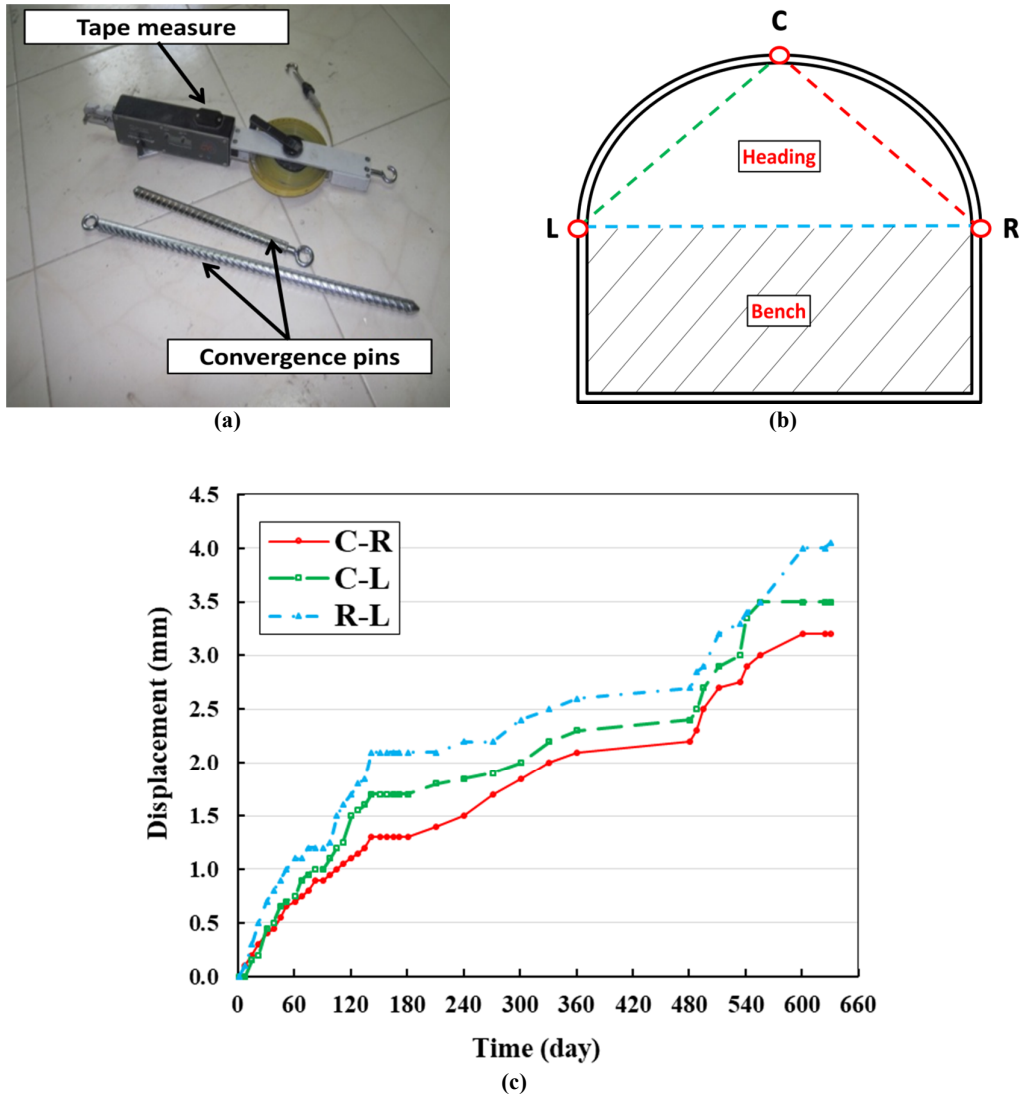 Tape measure
Convergence pins
(a)
C
Heading
L
R
Bench
(b)
4.5
4.0
3.5
3.0
2.5
2.0
1.5
1.0
0.5
0.0
C-R
C-L
R-L
Displacement (mm)
0 60 120 180 240 300 360 420 480 540 600 660
Time (day)
(c)